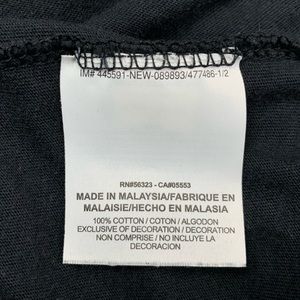 IM# 445591-NEW-089893/477486-1/2
RN#56323 - CA#05553
MADE IN MALAYSIA/FABRIQUE EN
MALAISIE/HECHO EN MALASIA
100% COTTON / COTON / ALGODON
EXCLUSIVE OF DECORATION / DECORATION
NON COMPRISE / NO INCLUYE LA
DECORACION